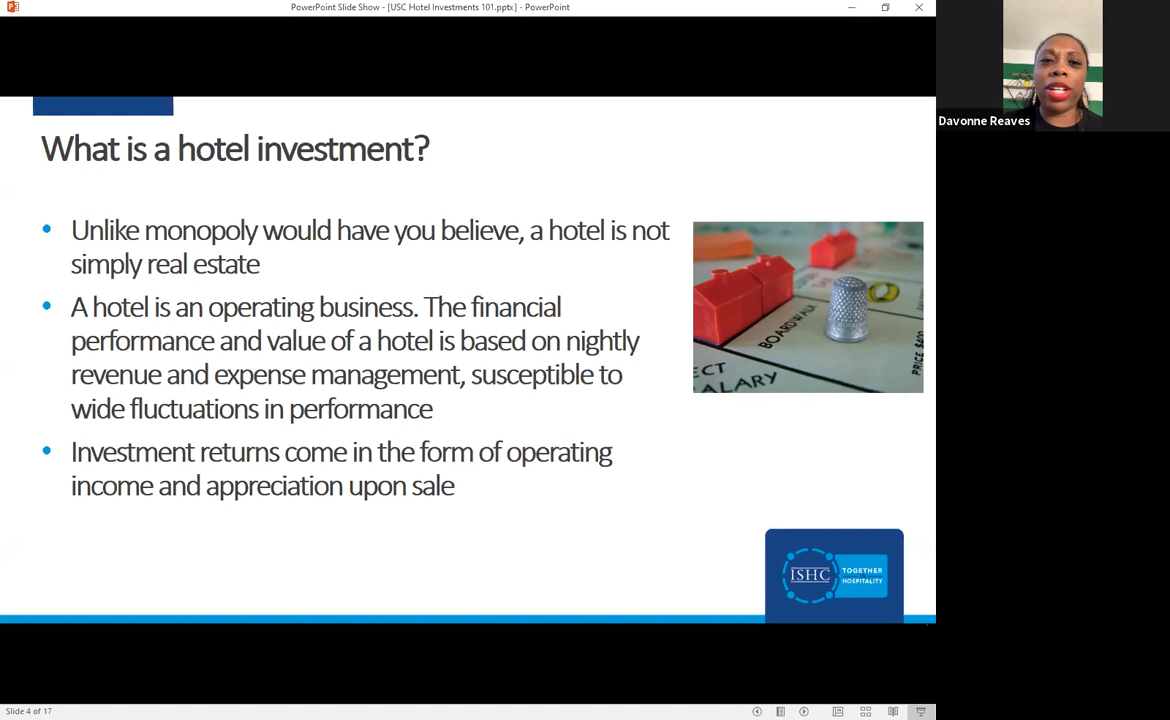 PowerPoint Slide Show - [USC Hotel Investments 101.pptx] - PowerPoint
Davonne Reaves
What is a hotel investment?
• Unlike monopoly would have you believe, a hotel is not
simply real estate
• A hotel is an operating business. The financial
performance and value of a hotel is based on nightly
revenue and expense management, susceptible to
wide fluctuations in performance
• Investment returns come in the form of operating
income and appreciation upon sale
BOARDWALK
PRICE $400
ECT
ALARY
ISHC
TOGETHER
HOSPITALITY
Slide 4 of 17